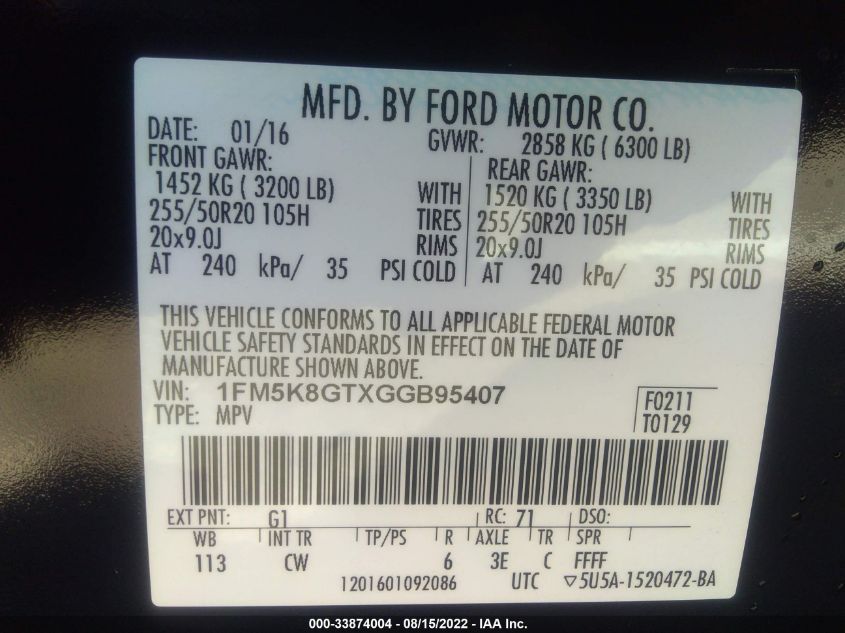 MFD. BY FORD MOTOR CO.
DATE: 01/16 GVWR: 2858 KG ( 6300 LB)
FRONT GAWR: REAR GAWR:
1452 KG ( 3200 LB) WITH 1520 KG ( 3350 LB) WITH
255/50R20 105H TIRES 255/50R20 105H TIRES
20x9.0J RIMS 20x9.0J RIMS
AT 240 kPa/ 35 PSI COLD AT 240 kPa/ 35 PSI COLD
THIS VEHICLE CONFORMS TO ALL APPLICABLE FEDERAL MOTOR
VEHICLE SAFETY STANDARDS IN EFFECT ON THE DATE OF
MANUFACTURE SHOWN ABOVE.
VIN: 1FM5K8GTXGGB95407 F0211
TYPE: MPV T0129
EXT PNT: G1 RC: 71 DSO:
WB INT TR TP/PS R AXLE TR SPR
113 CW 6 3E C FFFF
1201601092086 UTC ▽5U5A-1520472-BA
000-33874004 - 08/15/2022 - IAA Inc.